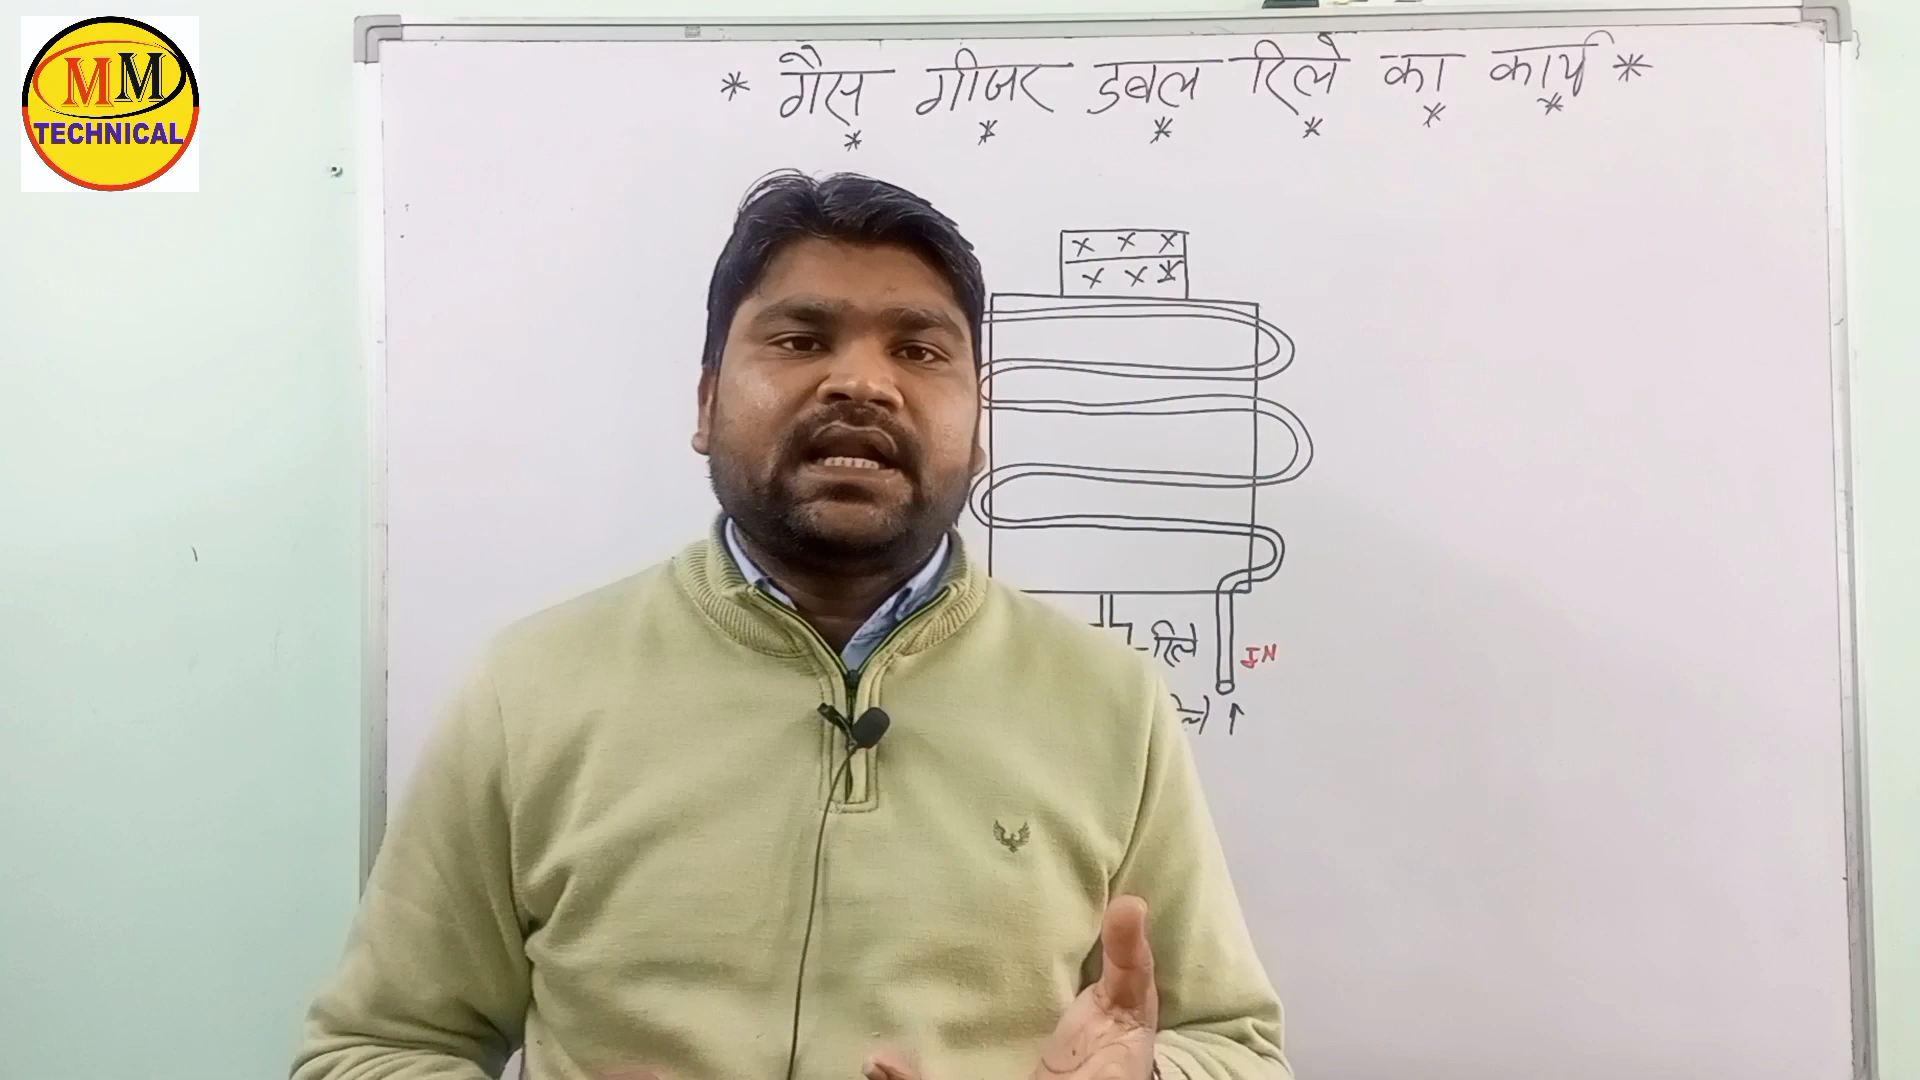 MM
TECHNICAL
* गैस गीजर डबल रिले का कार्य *
- रिले
IN